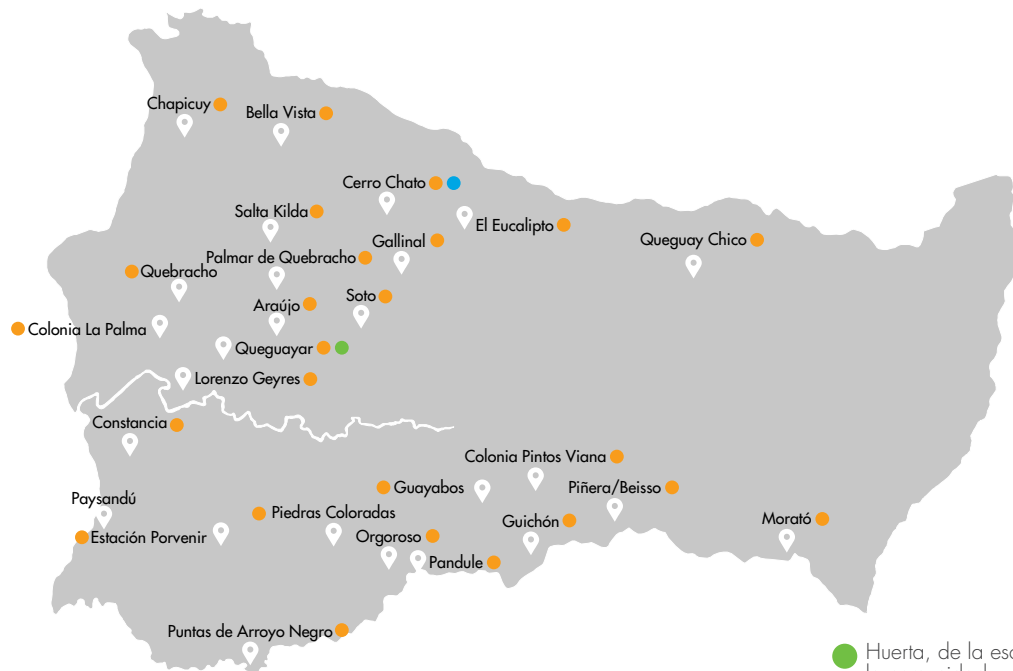 Chapicuy
Bella Vista
Cerro Chato
Salta Kilda
El Eucalipto
Gallinal
Queguay Chico
Palmar de Quebracho
Quebracho
Soto
Araújo
Colonia La Palma
Queguayar
Lorenzo Geyres
Constancia
Colonia Pintos Viana
Guayabos
Piñera/Beisso
Paysandú
Piedras Coloradas
Guichón
Morató
Estación Porvenir
Orgoroso
Pandule
Puntas de Arroyo Negro
Huerta, de la